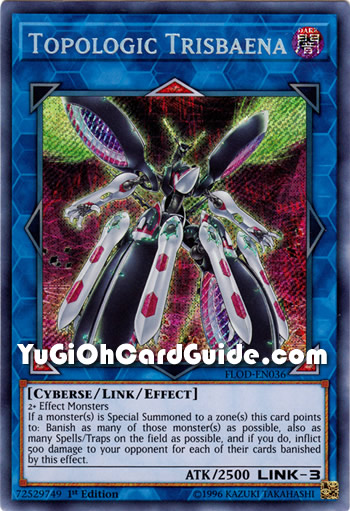 TOPOLOGIC TRISBAENA
DARK
闇
YuGiOhCardGuide.com
FLOD-EN036
[CYBERSE/LINK/EFFECT]
2+ Effect Monsters
If a monster(s) is Special Summoned to a zone(s) this card points
to: Banish as many of those monster(s) as possible, also as
many Spells/Traps on the field as possible, and if you do, inflict
500 damage to your opponent for each of their cards banished
by this effect.
ATK/2500 LINK-3
72529749 1st Edition ©1996 KAZUKI TAKAHASHI